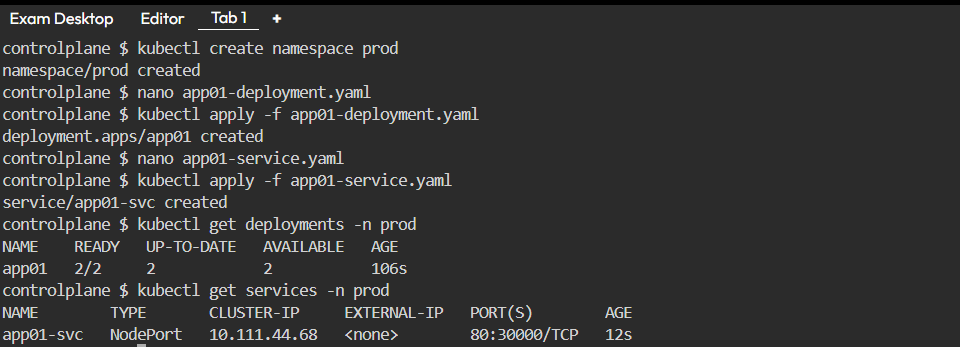 Exam Desktop Editor Tab 1 +
controlplane $ kubectl create namespace prod
namespace/prod created
controlplane $ nano app01-deployment.yaml
controlplane $ kubectl apply -f app01-deployment.yaml
deployment.apps/app01 created
controlplane $ nano app01-service.yaml
controlplane $ kubectl apply -f app01-service.yaml
service/app01-svc created
controlplane $ kubectl get deployments -n prod
NAME    READY   UP-TO-DATE   AVAILABLE   AGE
app01   2/2     2            2           106s
controlplane $ kubectl get services -n prod
NAME        TYPE       CLUSTER-IP     EXTERNAL-IP   PORT(S)        AGE
app01-svc   NodePort   10.111.44.68   <none>        80:30000/TCP   12s